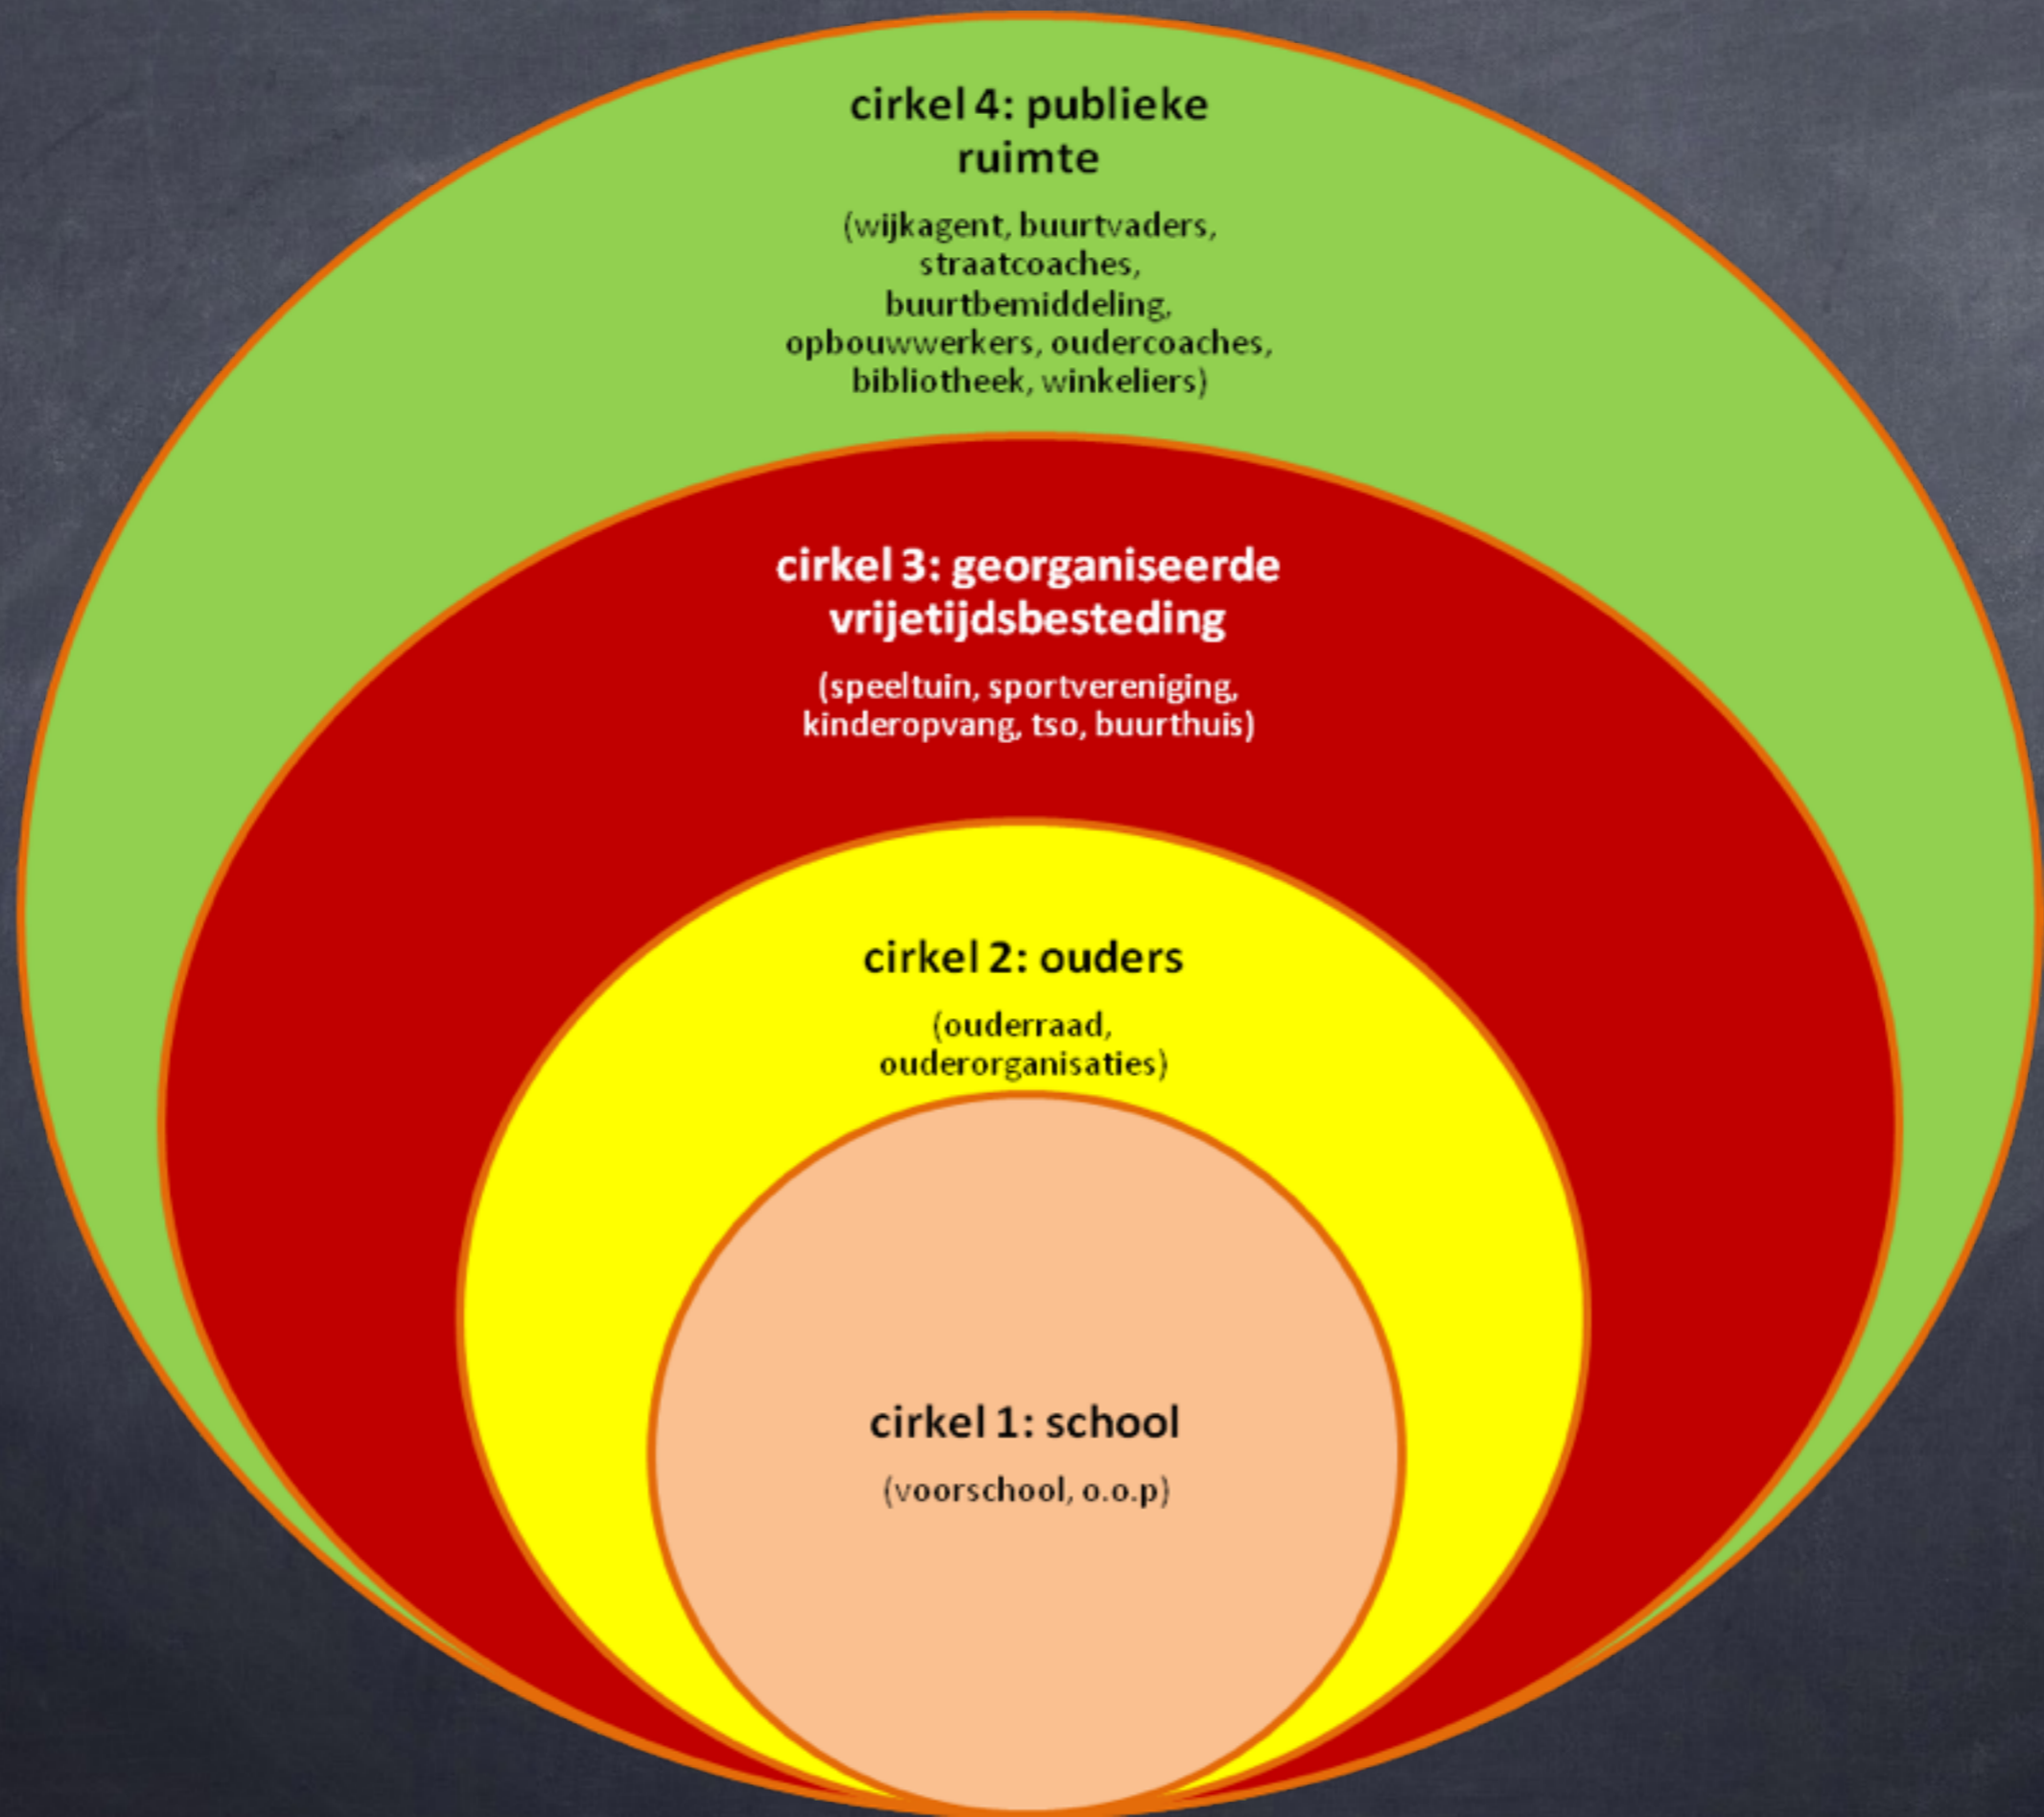 cirkel 4: publieke
ruimte
(wijkagent, buurtvaders,
straatcoaches,
buurtbemiddeling,
opbouwwerkers, oudercoaches,
bibliotheek, winkeliers)
cirkel 3: georganiseerde
vrijetijdsbesteding
(speeltuin, sportvereniging,
kinderopvang, tso, buurthuis)
cirkel 2: ouders
(ouderraad,
ouderorganisaties)
cirkel 1: school
(voorschool, o.o.p)